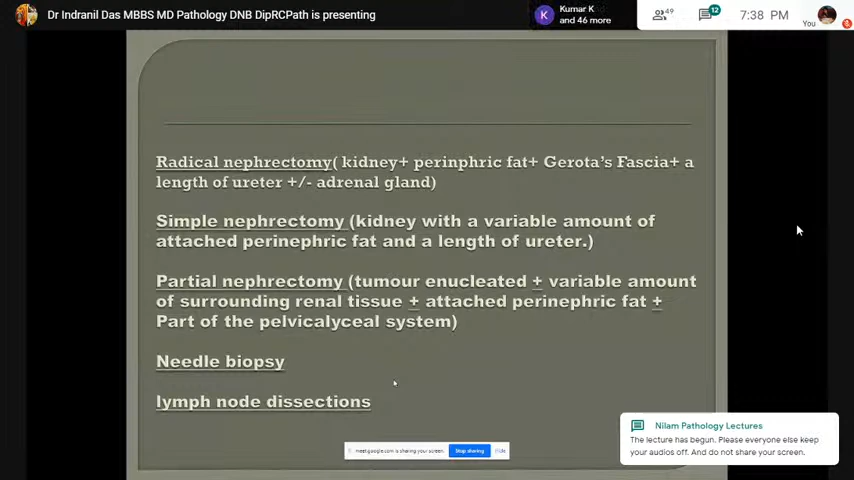 Dr Indranil Das MBBS MD Pathology DNB DipRCPath is presenting
K
Kumar K
and 46 more
49
12
7:38 PM
You
Radical nephrectomy( kidney+ perinphric fat+ Gerota's Fascia+ a
length of ureter +/- adrenal gland)
Simple nephrectomy (kidney with a variable amount of
attached perinephric fat and a length of ureter.)
Partial nephrectomy (tumour enucleated + variable amount
of surrounding renal tissue + attached perinephric fat +
Part of the pelvicalyceal system)
Needle biopsy
lymph node dissections
meet.google.com is sharing your screen.
Stop sharing
Hide
Nilam Pathology Lectures
The lecture has begun. Please everyone else keep
your audios off. And do not share your screen.